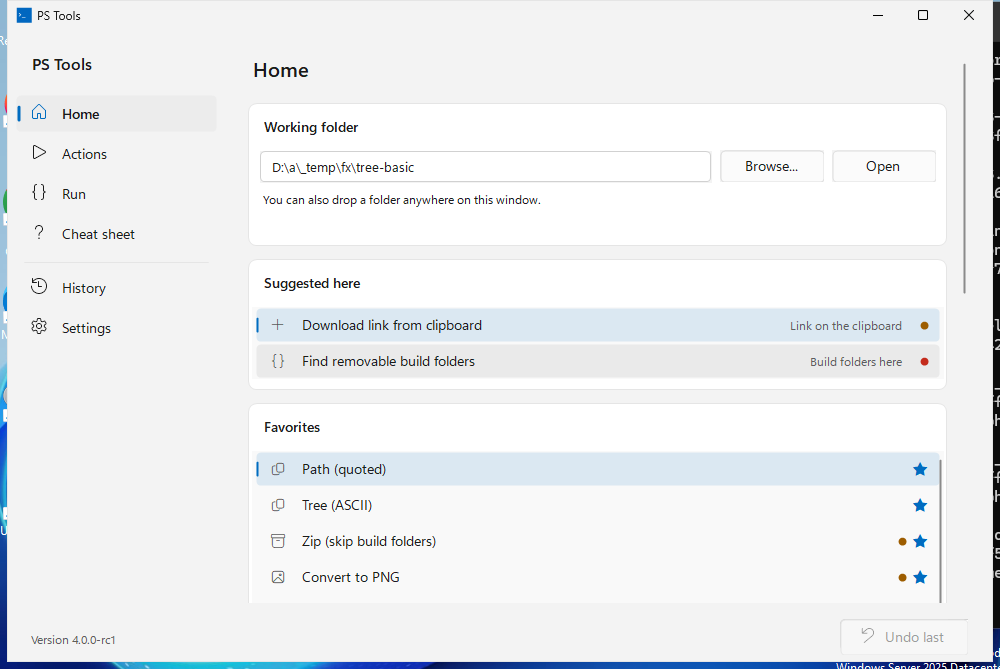 PS Tools
PS Tools
Home
Actions
Run
Cheat sheet
History
Settings
Version 4.0.0-rc1
Home
Working folder
D:\a\_temp\fx\tree-basic
Browse...
Open
You can also drop a folder anywhere on this window.
Suggested here
Download link from clipboard
Link on the clipboard
Find removable build folders
Build folders here
Favorites
Path (quoted)
Tree (ASCII)
Zip (skip build folders)
Convert to PNG
Undo last
Windows Server 2025 Datacent